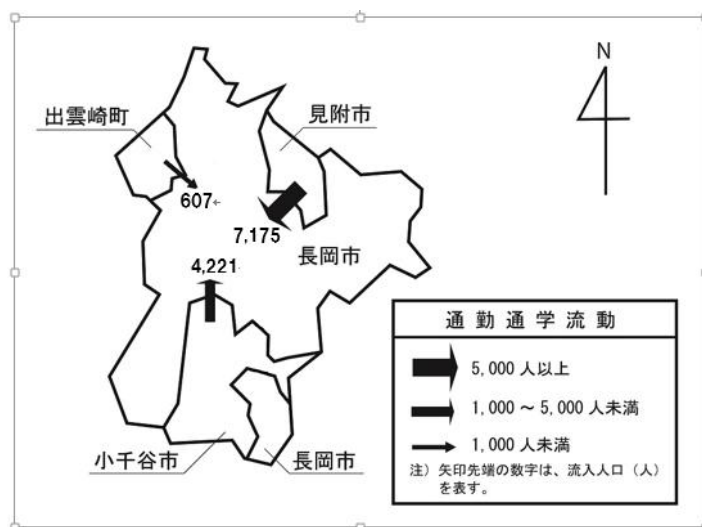 N
出雲崎町
見附市
607
7,175
長岡市
4,221
小千谷市
長岡市
通勤通学流動
5,000 人以上
1,000 ～ 5,000 人未満
1,000 人未満
注）矢印先端の数字は、流入人口（人）
を表す。